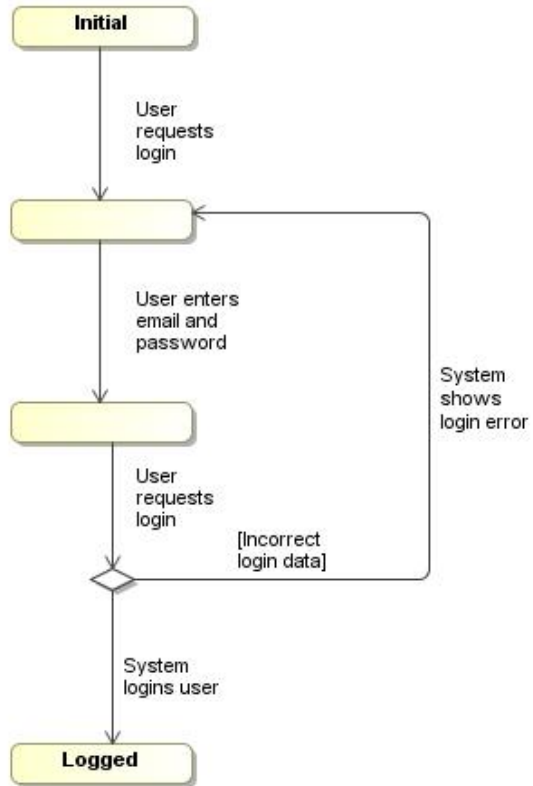 Initial
User
requests
login
User enters
email and
password
System
shows
login error
User
requests
login
[Incorrect
login data]
System
logins user
Logged